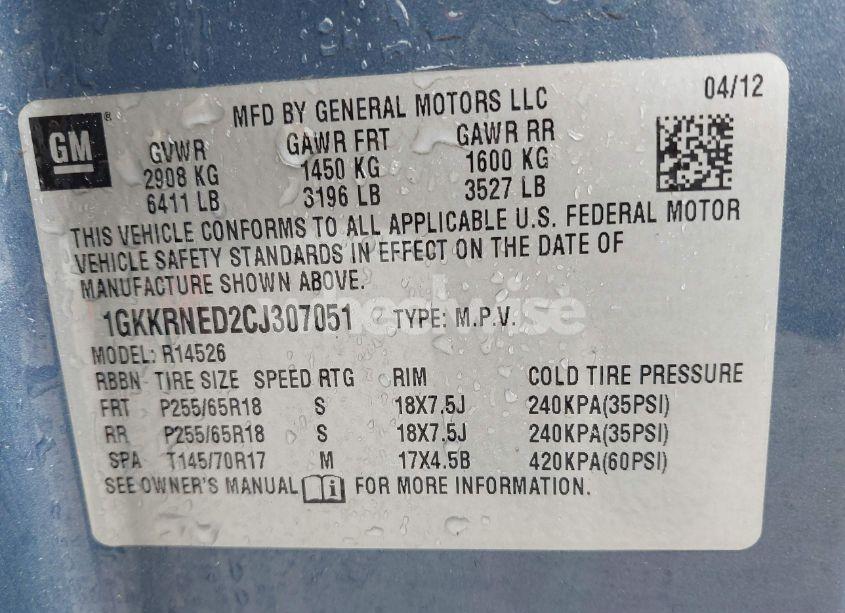 GM ® MFD BY GENERAL MOTORS LLC 04/12
GVWR GAWR FRT GAWR RR
2908 KG 1450 KG 1600 KG
6411 LB 3196 LB 3527 LB
THIS VEHICLE CONFORMS TO ALL APPLICABLE U.S. FEDERAL MOTOR
VEHICLE SAFETY STANDARDS IN EFFECT ON THE DATE OF
MANUFACTURE SHOWN ABOVE.
1GKKRNED2CJ307051 TYPE: M.P.V.
MODEL: R14526
RBBN TIRE SIZE SPEED RTG RIM COLD TIRE PRESSURE
FRT P255/65R18 S 18X7.5J 240KPA(35PSI)
RR P255/65R18 S 18X7.5J 240KPA(35PSI)
SPA T145/70R17 M 17X4.5B 420KPA(60PSI)
SEE OWNER'S MANUAL i FOR MORE INFORMATION.